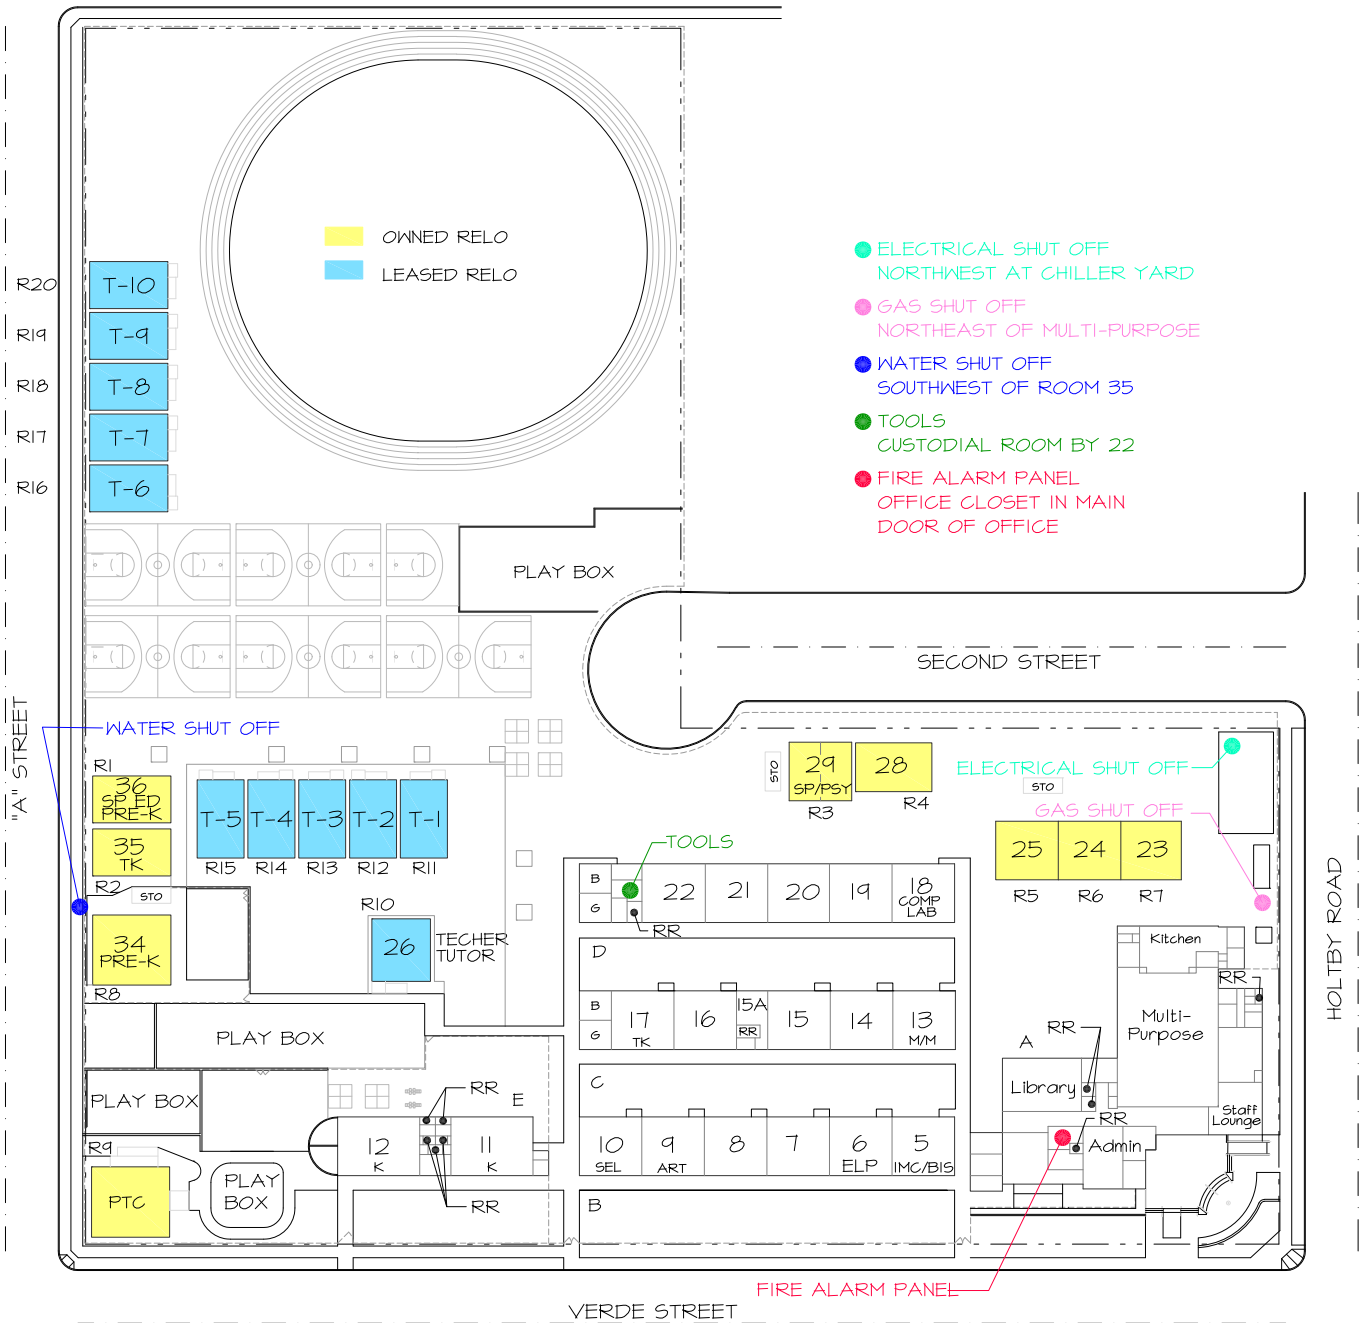 OWNED RELO
LEASED RELO
ELECTRICAL SHUT OFF
NORTHWEST AT CHILLER YARD
GAS SHUT OFF
NORTHEAST OF MULTI-PURPOSE
WATER SHUT OFF
SOUTHWEST OF ROOM 35
TOOLS
CUSTODIAL ROOM BY 22
FIRE ALARM PANEL
OFFICE CLOSET IN MAIN
DOOR OF OFFICE
R20
T-10
R19
T-9
R18
T-8
R17
T-7
R16
T-6
PLAY BOX
SECOND STREET
"A" STREET
WATER SHUT OFF
R1
36
SP ED
PRE-K
35
TK
R2
STO
34
PRE-K
R8
T-5
T-4
T-3
T-2
T-1
R15
R14
R13
R12
R11
R10
26
TECHER
TUTOR
STO
29
SP/PSY
R3
28
R4
ELECTRICAL SHUT OFF
STO
GAS SHUT OFF
25
24
23
R5
R6
R7
HOLTBY ROAD
TOOLS
B
G
RR
22
21
20
19
18
COMP
LAB
D
B
G
17
TK
16
15A
RR
15
14
13
M/M
C
10
SEL
9
ART
8
7
6
ELP
5
IMC/BIS
B
Kitchen
RR
Multi-
Purpose
RR
A
Library
RR
Staff
Lounge
Admin
PLAY BOX
PLAY BOX
RR
E
12
K
11
K
RR
R9
PTC
PLAY
BOX
FIRE ALARM PANEL
VERDE STREET